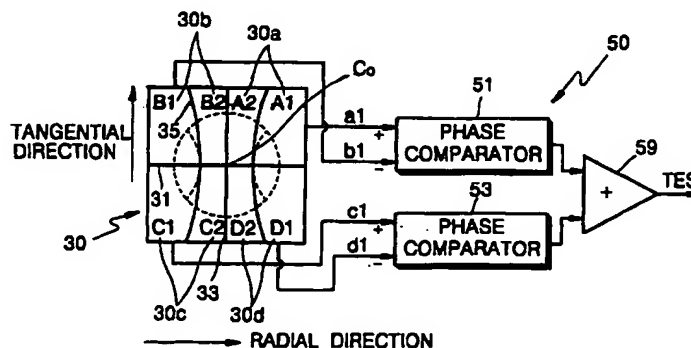 30b 30a 50
B1 B2 A2 A1 Co
35
TANGENTIAL
DIRECTION
31
30
C1 C2 D2 D1
30c 33 30d
a1
+
b1
-
c1
+
d1
-
51
PHASE
COMPARATOR
53
PHASE
COMPARATOR
59
+
TES
RADIAL DIRECTION